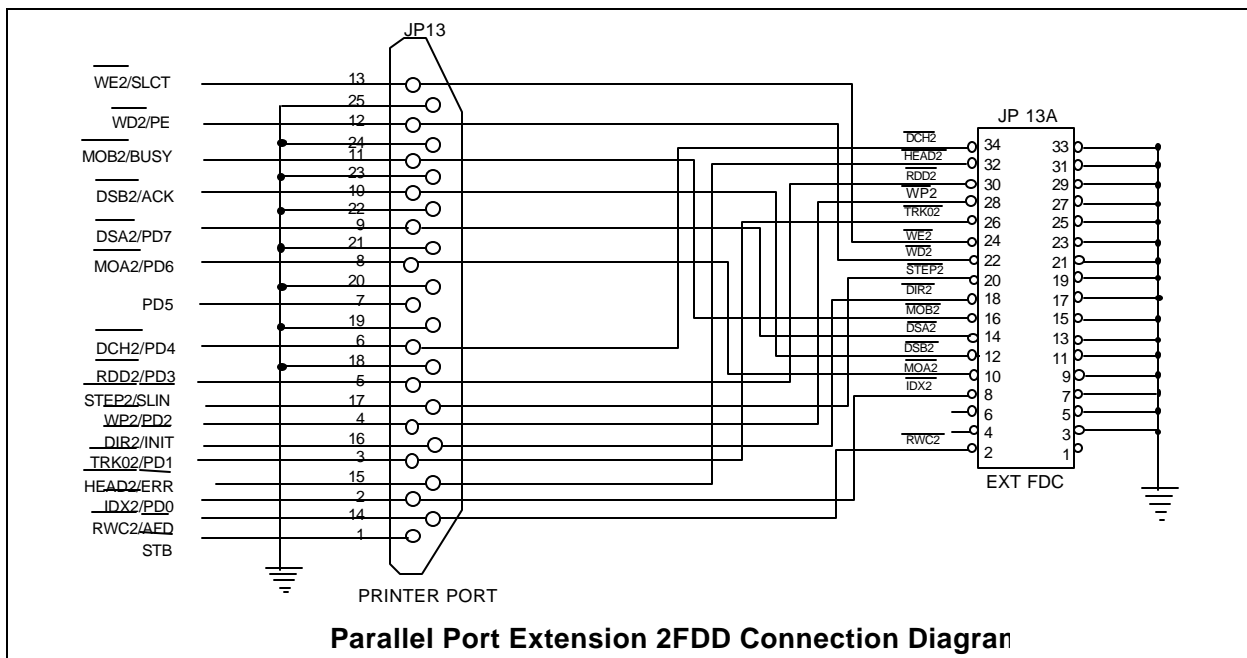 JP13
WE2/SLCT 13
25
WD2/PE 12
24
MOB2/BUSY 11
23
DSB2/ACK 10
22
DSA2/PD7 9
21
MOA2/PD6 8
20
PD5 7
19
DCH2/PD4 6
18
RDD2/PD3 5
STEP2/SLIN 17
WP2/PD2 4
DIR2/INIT 16
TRK02/PD1 3
HEAD2/ERR 15
IDX2/PD0 2
RWC2/AFD 14
STB 1
PRINTER PORT
JP 13A
DCH2 34 33
HEAD2 32 31
RDD2 30 29
WP2 28 27
TRK02 26 25
WE2 24 23
WD2 22 21
STEP2 20 19
DIR2 18 17
MOB2 16 15
DSA2 14 13
DSB2 12 11
MOA2 10 9
IDX2 8 7
6 5
4 3
RWC2 2 1
EXT FDC
Parallel Port Extension 2FDD Connection Diagran